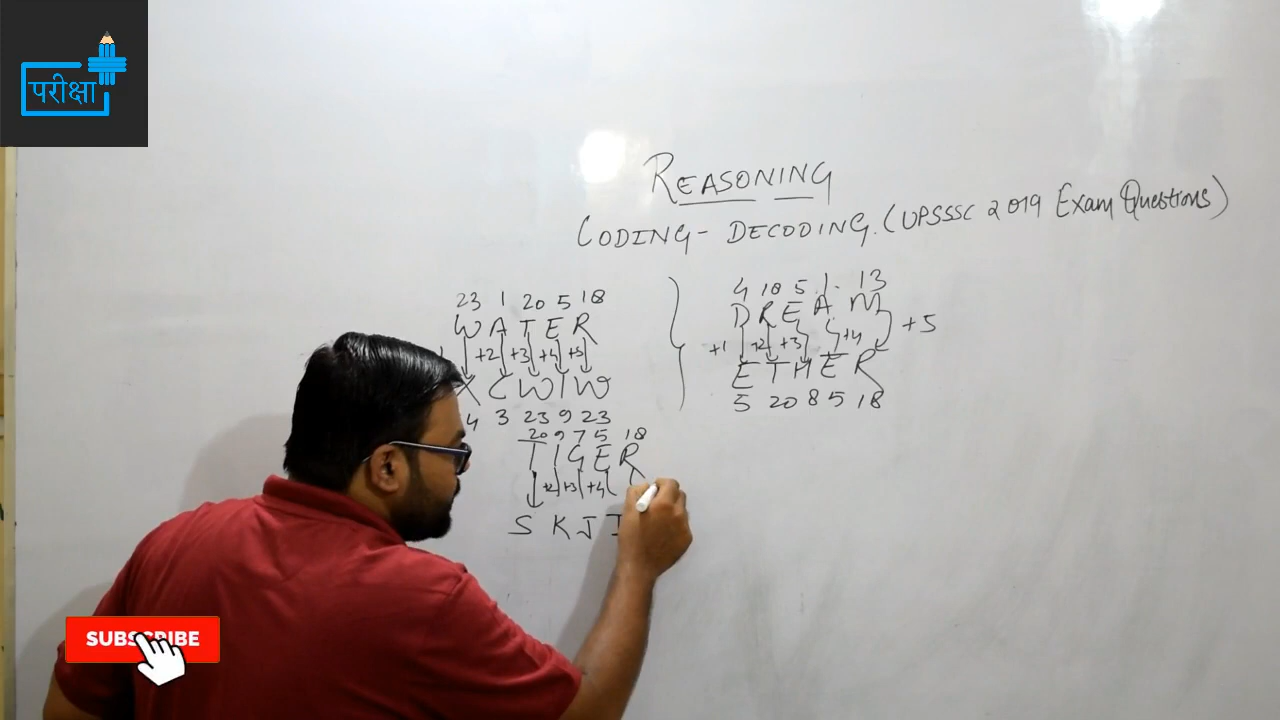 परीक्षा
REASONING
CODING- DECODING. (UPSSSC 2019 Exam Questions)
23 1 20 5 18
WATER
+2 +3 +4 +5
X C W I W
4 3 23 9 23
4 18 5 1 13
DREAM
+1 +2 +3 +4 +5
E T H E R
5 20 8 5 18
20 9 7 5 18
TIGER
+2 +3 +4
S K J I
SUBSCRIBE